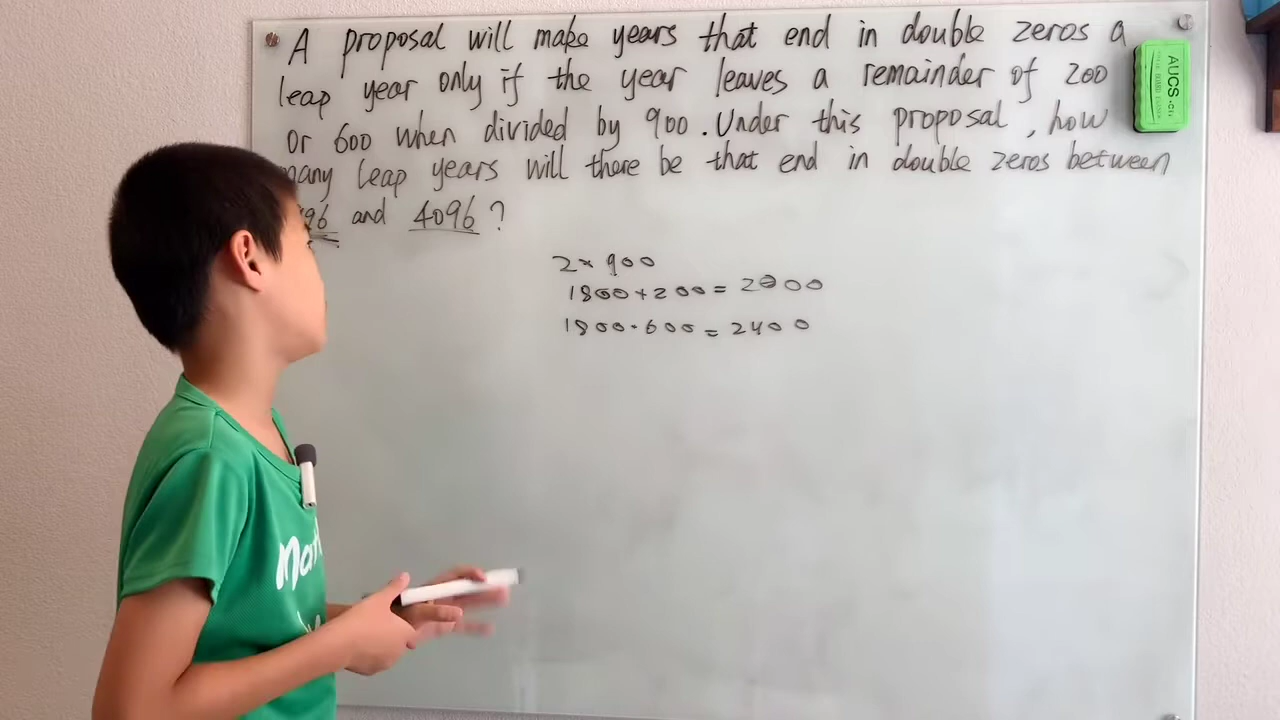 A proposal will make years that end in double zeros a
leap year only if the year leaves a remainder of 200
or 600 when divided by 900. Under this proposal, how
many leap years will there be that end in double zeros between
96 and 4096?
2 × 900
1800 + 200 = 2000
1800 + 600 = 2400
AUCS
Mat